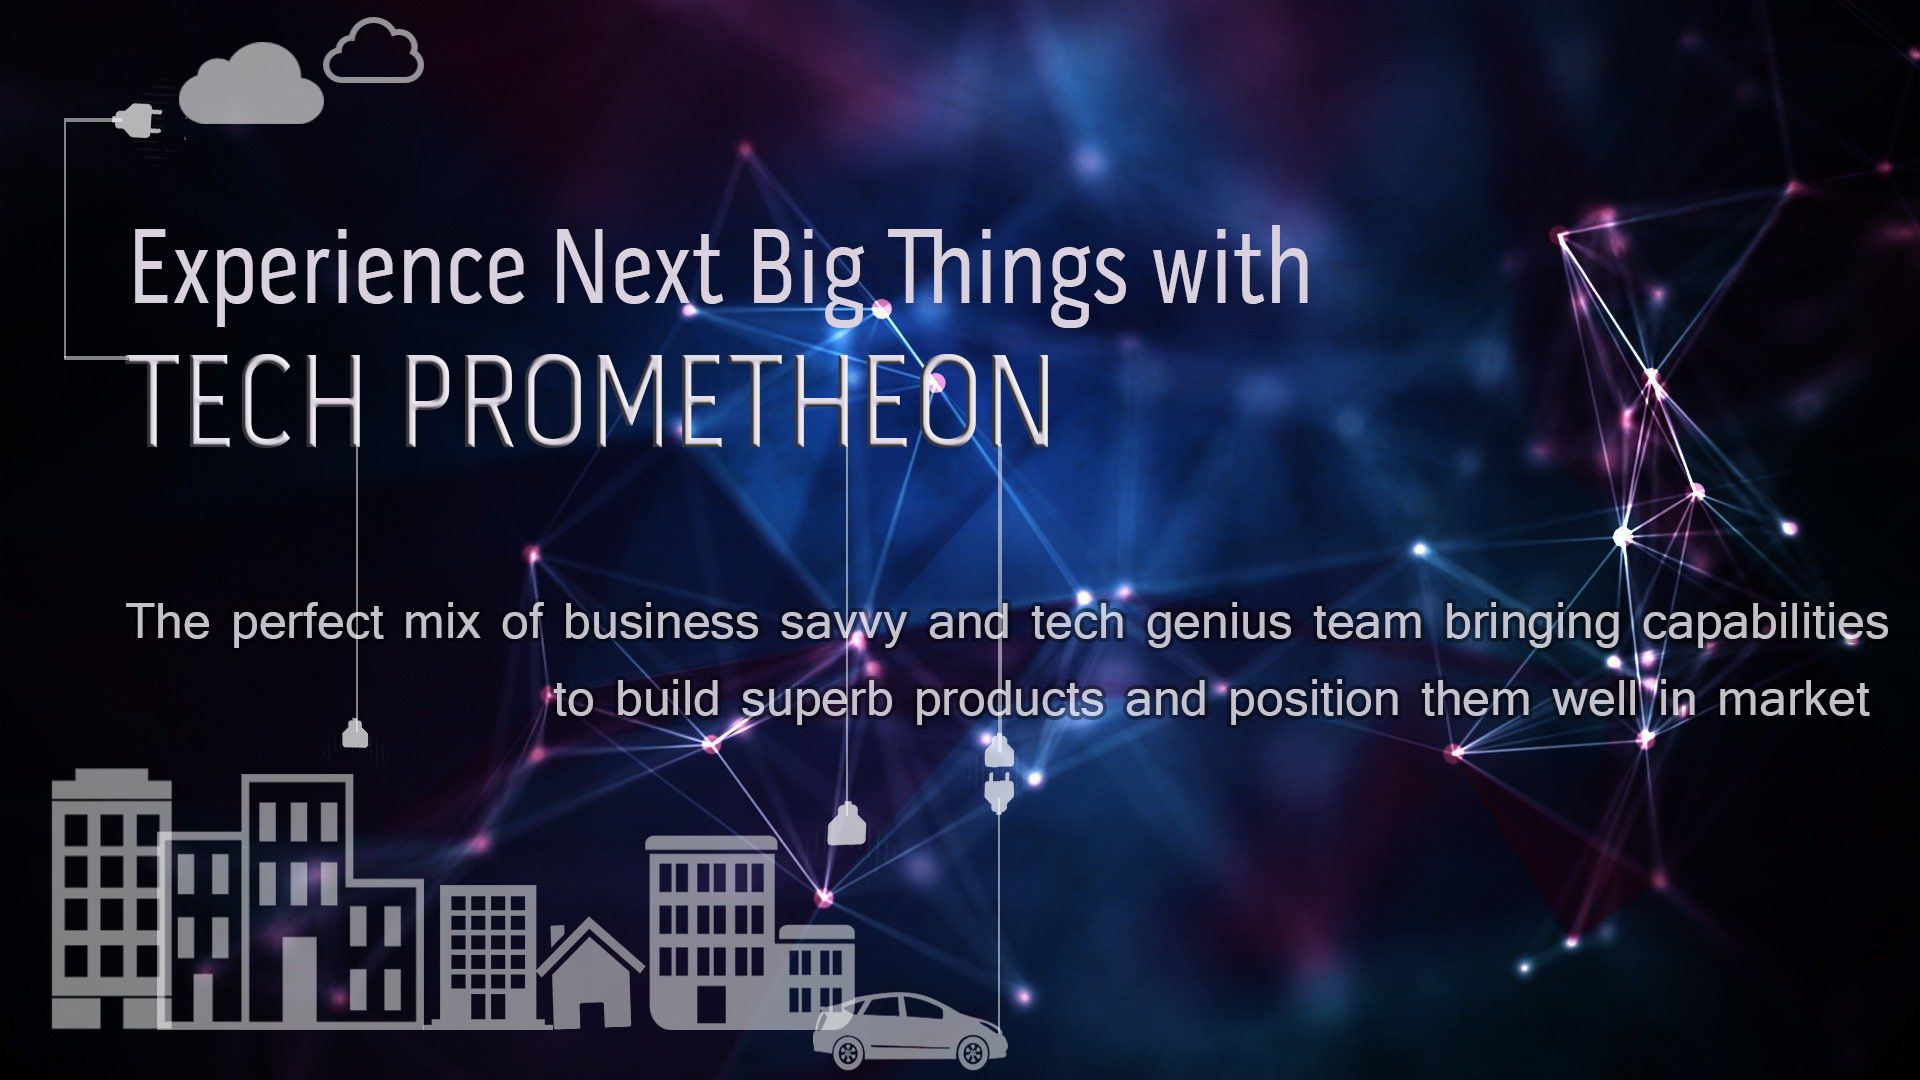 Experience Next Big Things with
TECH PROMETHEON
The perfect mix of business savvy and tech genius team bringing capabilities
to build superb products and position them well in market